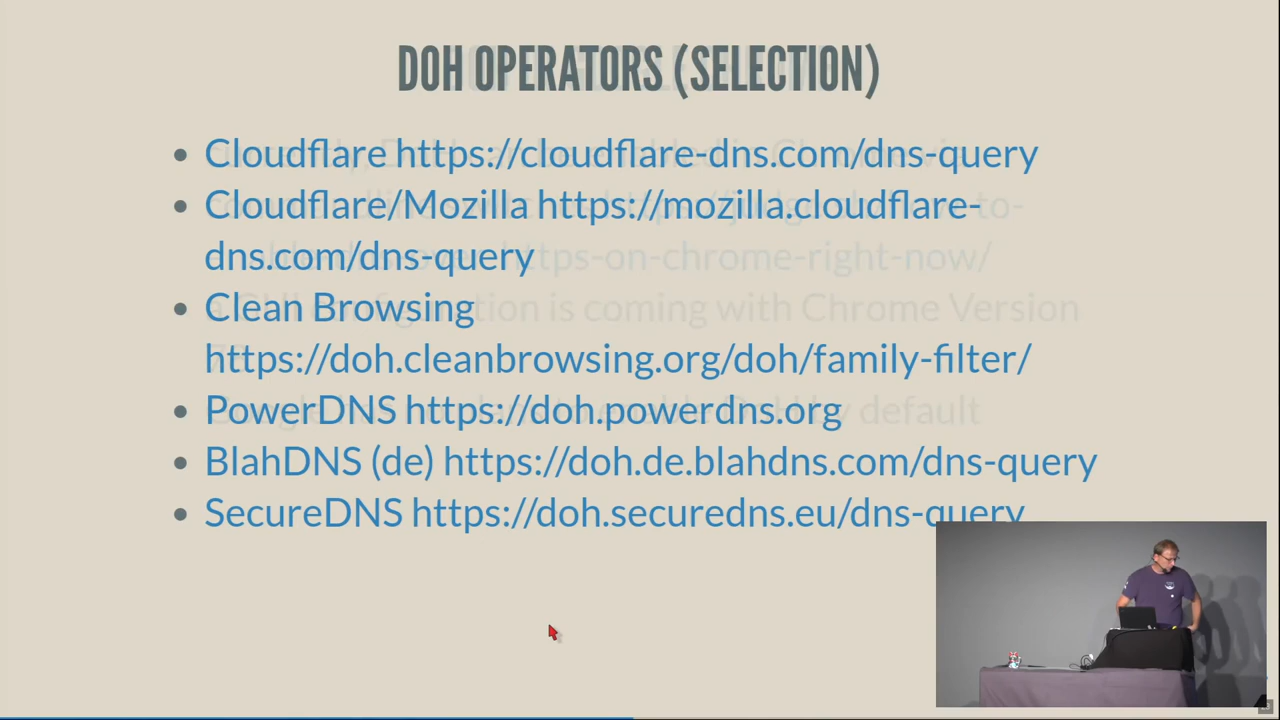 DOH OPERATORS (SELECTION)
Cloudflare https://cloudflare-dns.com/dns-query
Cloudflare/Mozilla https://mozilla.cloudflare-
dns.com/dns-query
Clean Browsing
https://doh.cleanbrowsing.org/doh/family-filter/
PowerDNS https://doh.powerdns.org
BlahDNS (de) https://doh.de.blahdns.com/dns-query
SecureDNS https://doh.securedns.eu/dns-query